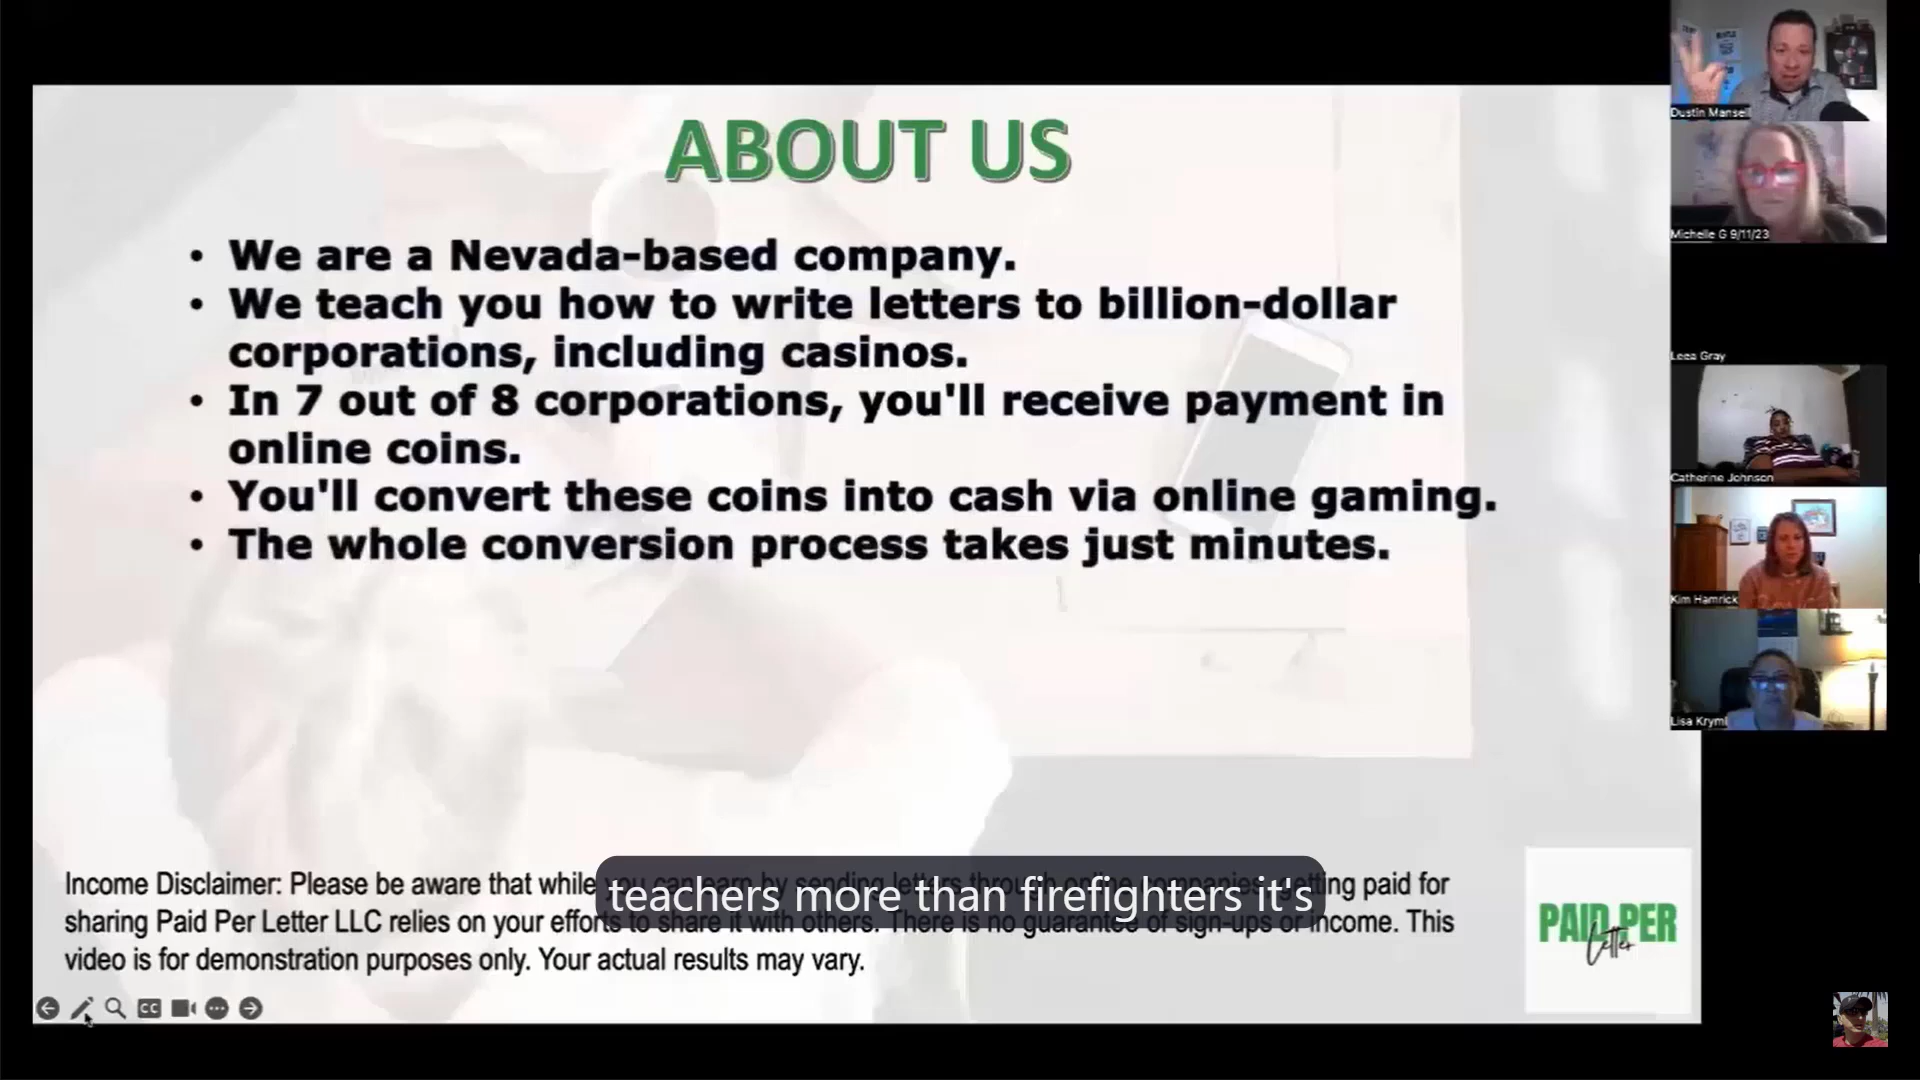 ABOUT US
• We are a Nevada-based company.
• We teach you how to write letters to billion-dollar
corporations, including casinos.
• In 7 out of 8 corporations, you'll receive payment in
online coins.
• You'll convert these coins into cash via online gaming.
• The whole conversion process takes just minutes.
Income Disclaimer: Please be aware that while you can earn by sending letters through online companies, getting paid for
sharing Paid Per Letter LLC relies on your efforts to share it with others. There is no guarantee of sign-ups or income. This
video is for demonstration purposes only. Your actual results may vary.
teachers more than firefighters it's
PAID PER
Letter
CC
Dustin Mansell
Michelle G 9/11/23
Leea Gray
Catherine Johnson
Kim Hamrick
Lisa Kryml